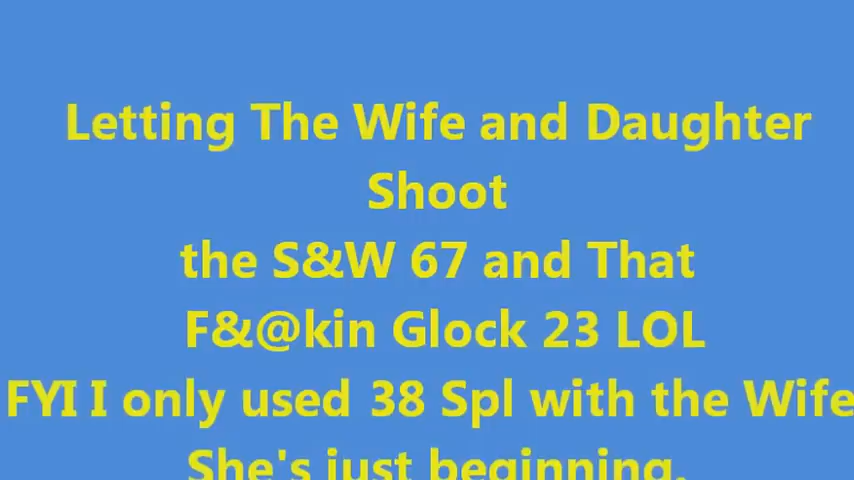 Letting The Wife and Daughter
Shoot
the S&W 67 and That
F&@kin Glock 23 LOL
FYI I only used 38 Spl with the Wife
She's just beginning.